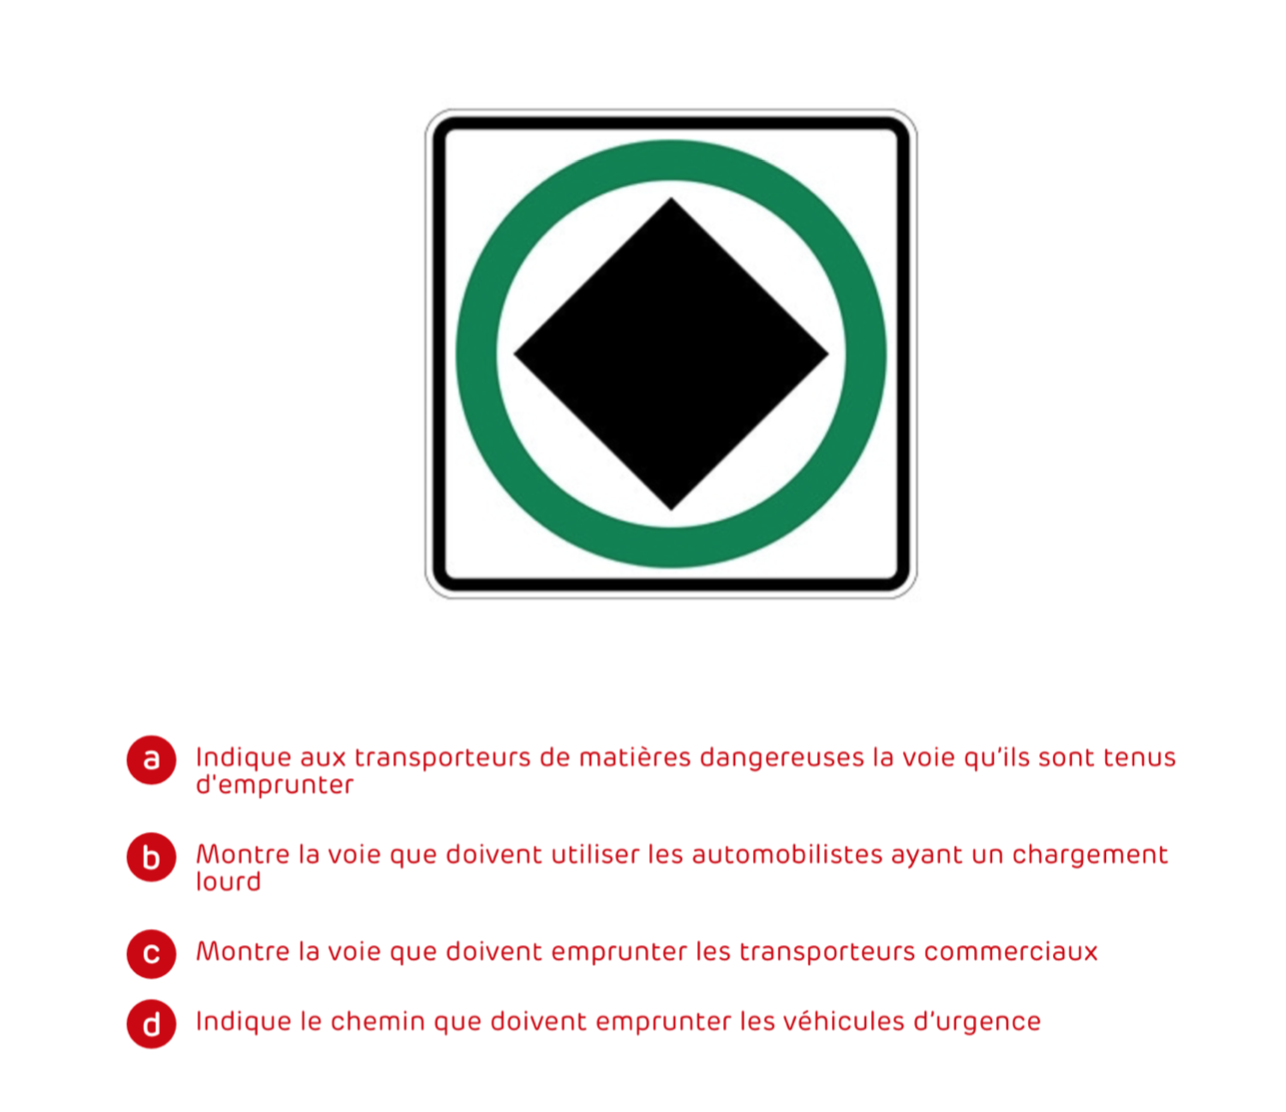 a Indique aux transporteurs de matières dangereuses la voie qu’ils sont tenus
d'emprunter
b Montre la voie que doivent utiliser les automobilistes ayant un chargement
lourd
c Montre la voie que doivent emprunter les transporteurs commerciaux
d Indique le chemin que doivent emprunter les véhicules d’urgence